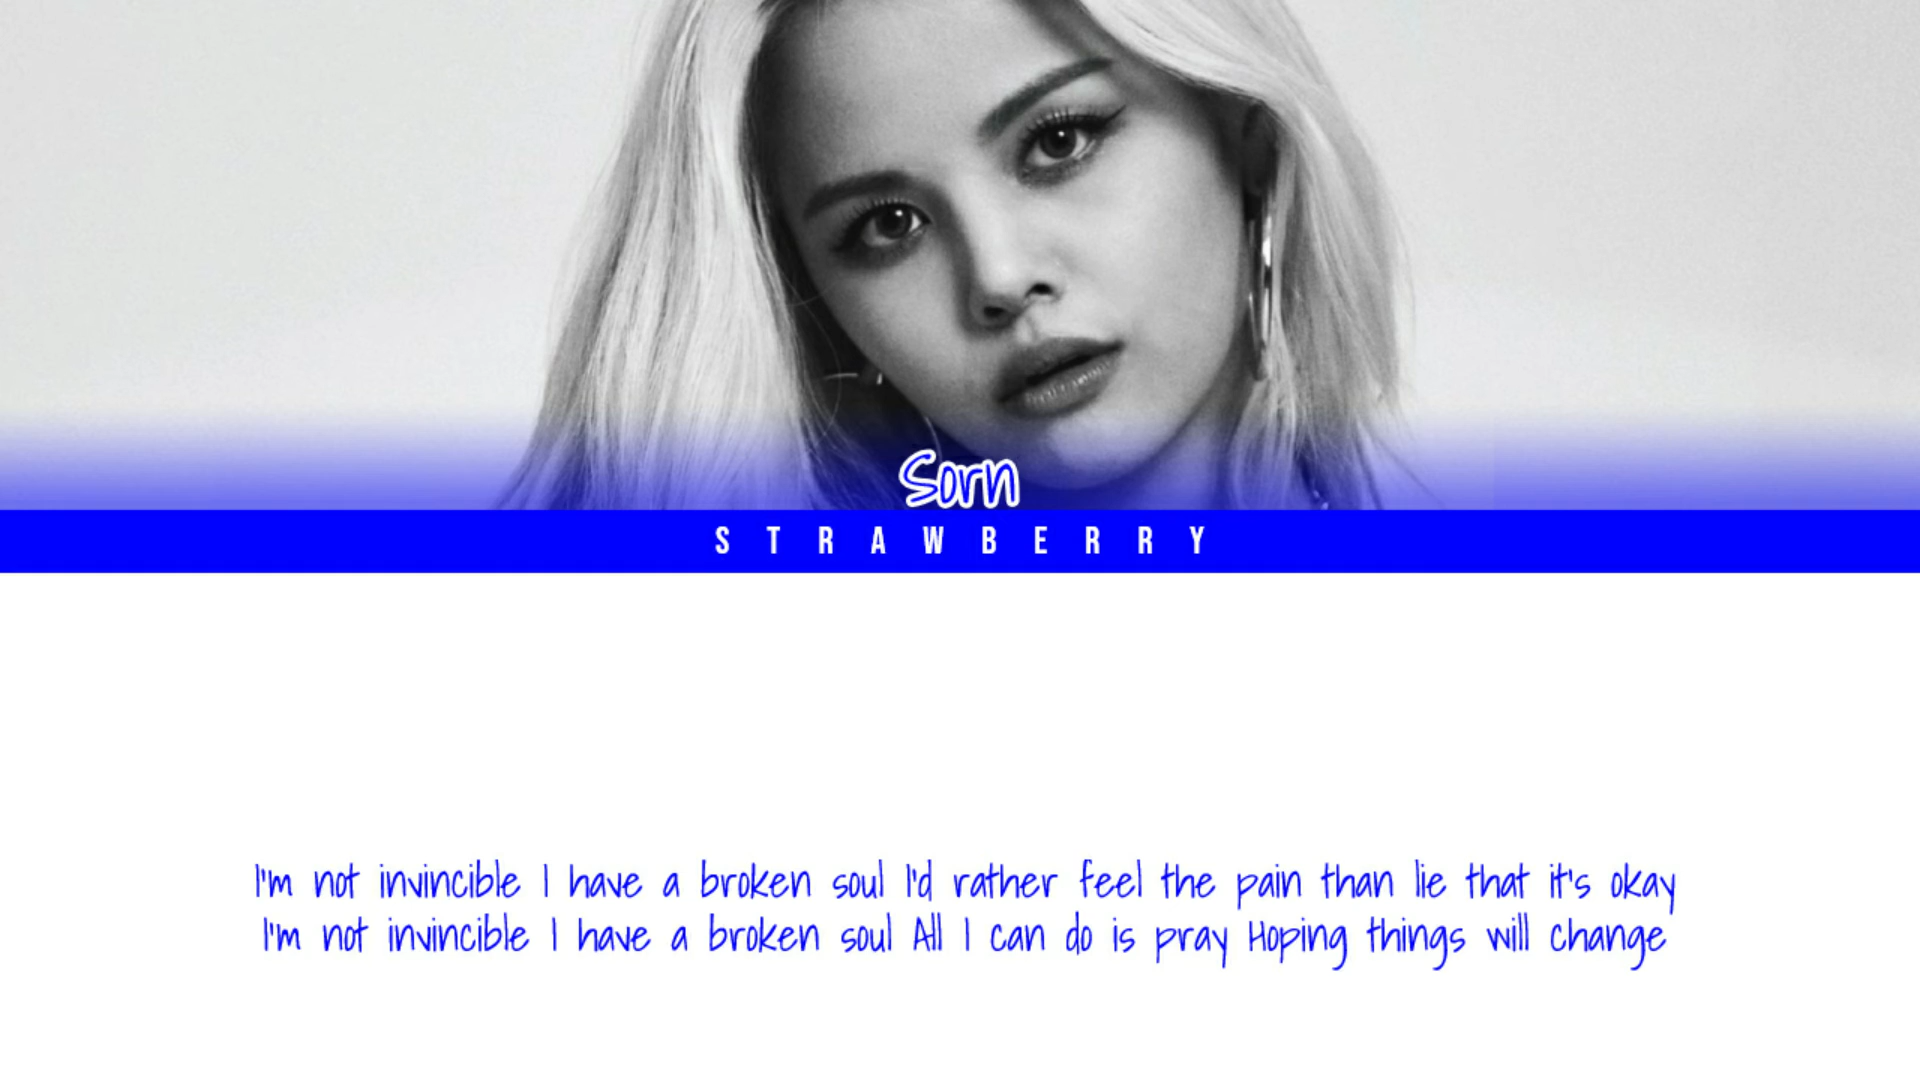 Sorn
STRAWBERRY
I'm not invincible I have a broken soul I'd rather feel the pain than lie that it's okay
I'm not invincible I have a broken soul All I can do is pray Hoping things will change